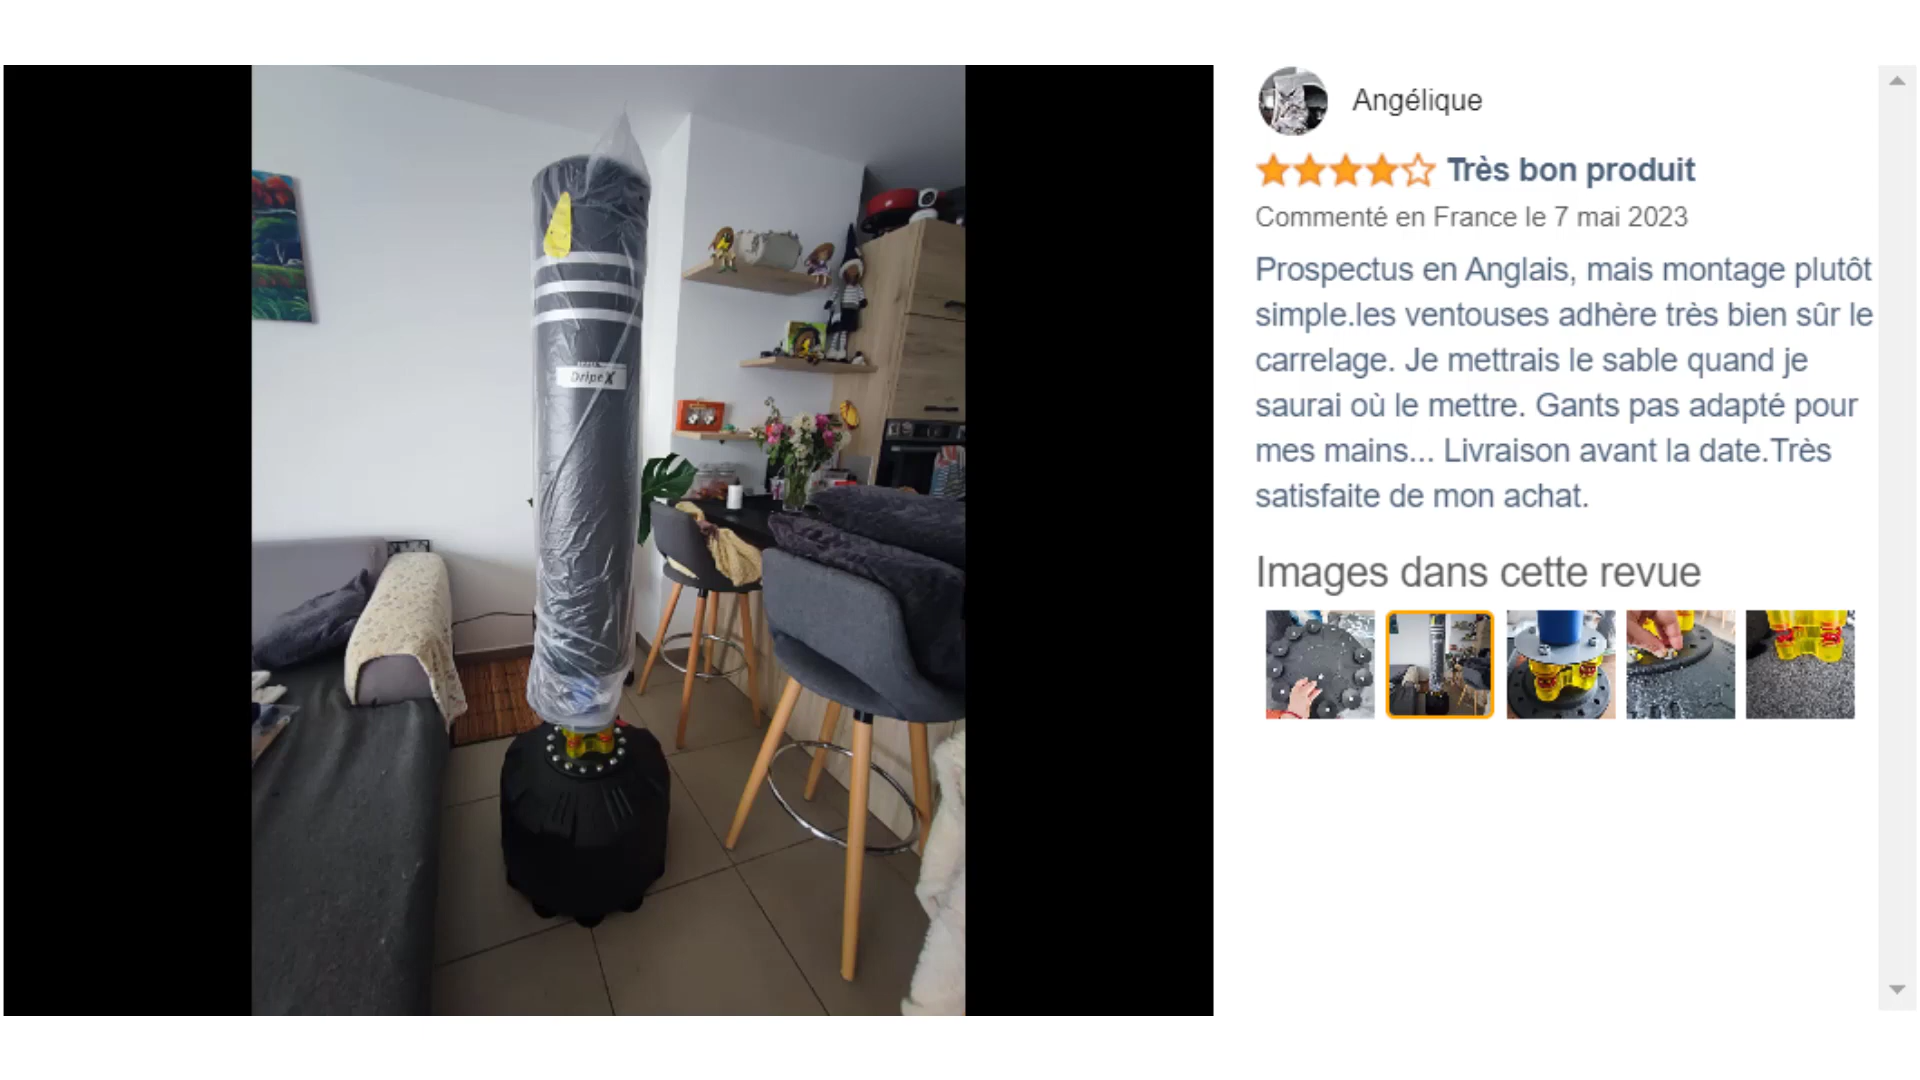 DripeX
Angélique
Très bon produit
Commenté en France le 7 mai 2023
Prospectus en Anglais, mais montage plutôt
simple.les ventouses adhère très bien sûr le
carrelage. Je mettrais le sable quand je
saurai où le mettre. Gants pas adapté pour
mes mains... Livraison avant la date.Très
satisfaite de mon achat.
Images dans cette revue